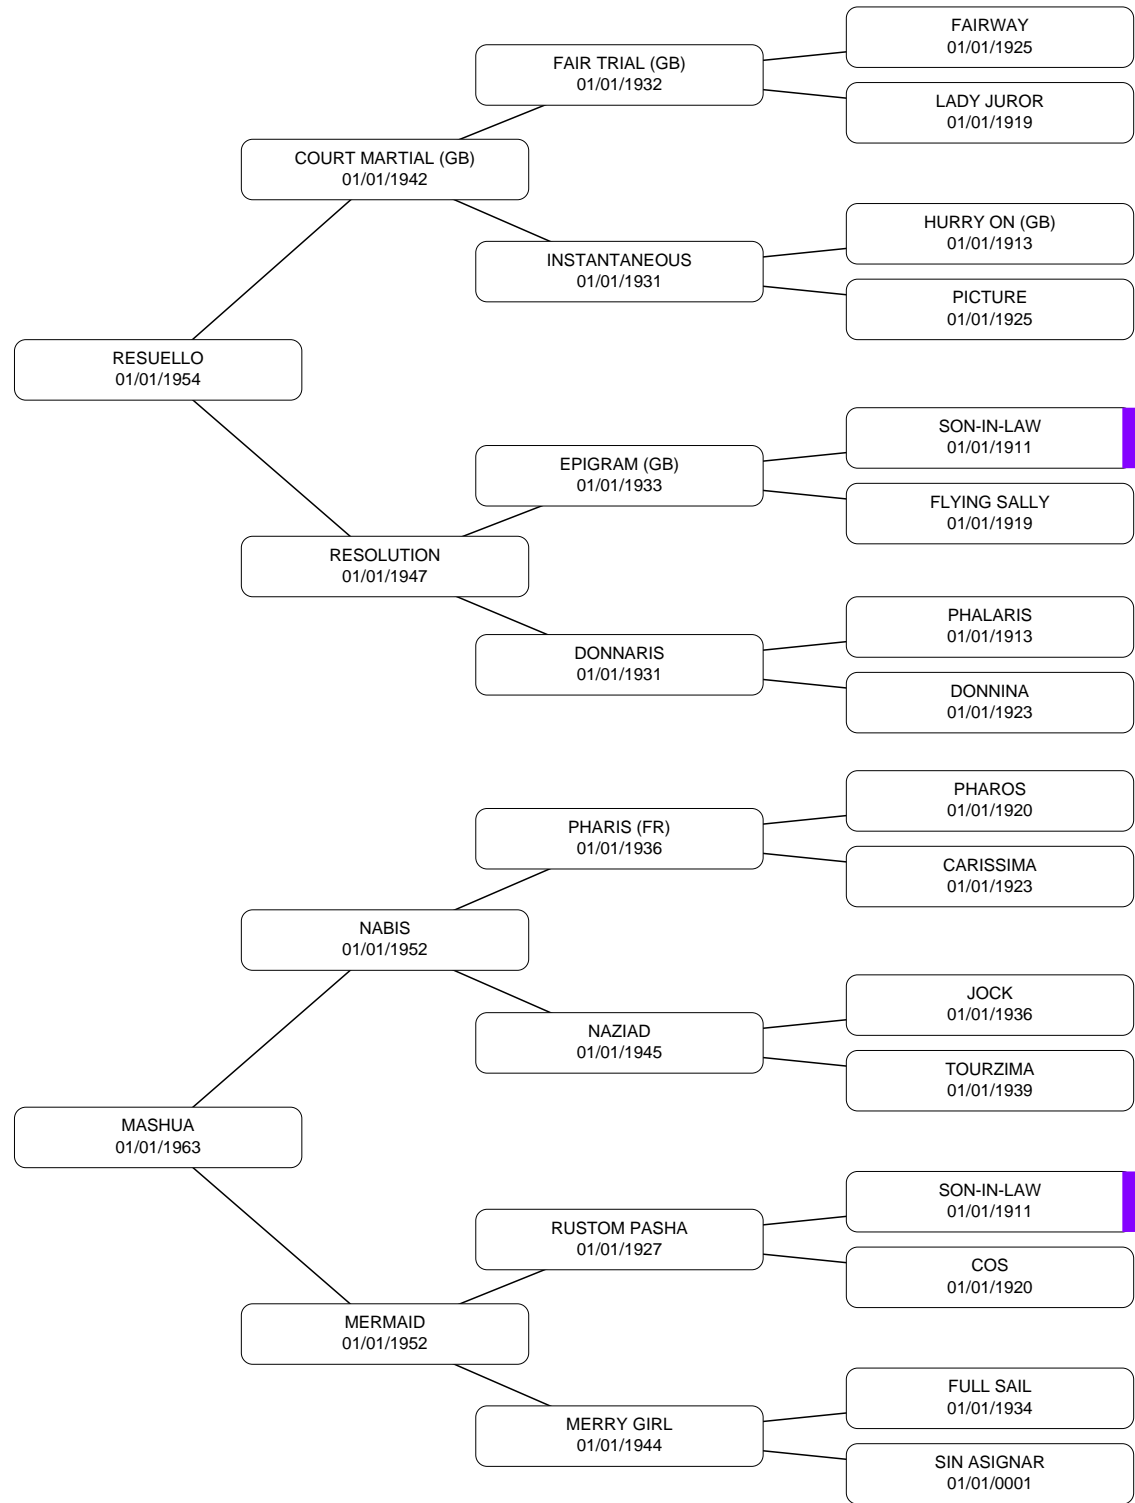 FAIRWAY
01/01/1925
FAIR TRIAL (GB)
01/01/1932
LADY JUROR
01/01/1919
COURT MARTIAL (GB)
01/01/1942
HURRY ON (GB)
01/01/1913
INSTANTANEOUS
01/01/1931
PICTURE
01/01/1925
RESUELLO
01/01/1954
SON-IN-LAW
01/01/1911
EPIGRAM (GB)
01/01/1933
FLYING SALLY
01/01/1919
RESOLUTION
01/01/1947
PHALARIS
01/01/1913
DONNARIS
01/01/1931
DONNINA
01/01/1923
PHAROS
01/01/1920
PHARIS (FR)
01/01/1936
CARISSIMA
01/01/1923
NABIS
01/01/1952
JOCK
01/01/1936
NAZIAD
01/01/1945
TOURZIMA
01/01/1939
MASHUA
01/01/1963
SON-IN-LAW
01/01/1911
RUSTOM PASHA
01/01/1927
COS
01/01/1920
MERMAID
01/01/1952
FULL SAIL
01/01/1934
MERRY GIRL
01/01/1944
SIN ASIGNAR
01/01/0001